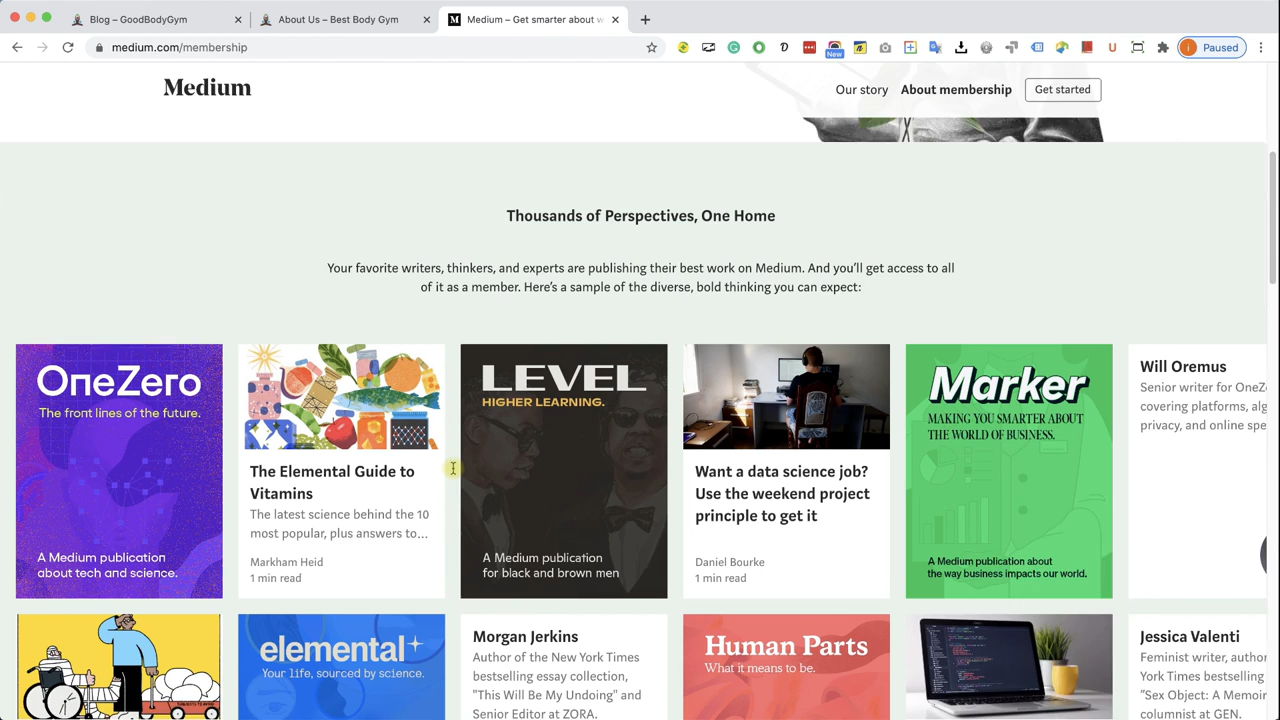 Blog – GoodBodyGym
About Us – Best Body Gym
Medium – Get smarter about w
medium.com/membership
New
Paused
Medium
Our story
About membership
Get started
Thousands of Perspectives, One Home
Your favorite writers, thinkers, and experts are publishing their best work on Medium. And you'll get access to all
of it as a member. Here's a sample of the diverse, bold thinking you can expect:
OneZero
The front lines of the future.
A Medium publication
about tech and science.
The Elemental Guide to
Vitamins
The latest science behind the 10
most popular, plus answers to...
Markham Heid
1 min read
LEVEL
HIGHER LEARNING.
A Medium publication
for black and brown men
Want a data science job?
Use the weekend project
principle to get it
Daniel Bourke
1 min read
Marker
MAKING YOU SMARTER ABOUT
THE WORLD OF BUSINESS.
A Medium publication about
the way business impacts our world.
Will Oremus
Senior writer for OneZ
covering platforms, alg
privacy, and online spe
elemental+
life,
by sci
Morgan Jerkins
Author of the New York Times
bestselling essay collection,
"This Will Be My Undoing" and
Senior Editor at ZORA.
Human Parts
What it means to be.
Jessica Valenti
Feminist
autho
York Times bestselling
"Sex Object: A Memoir
columnist at GEN.